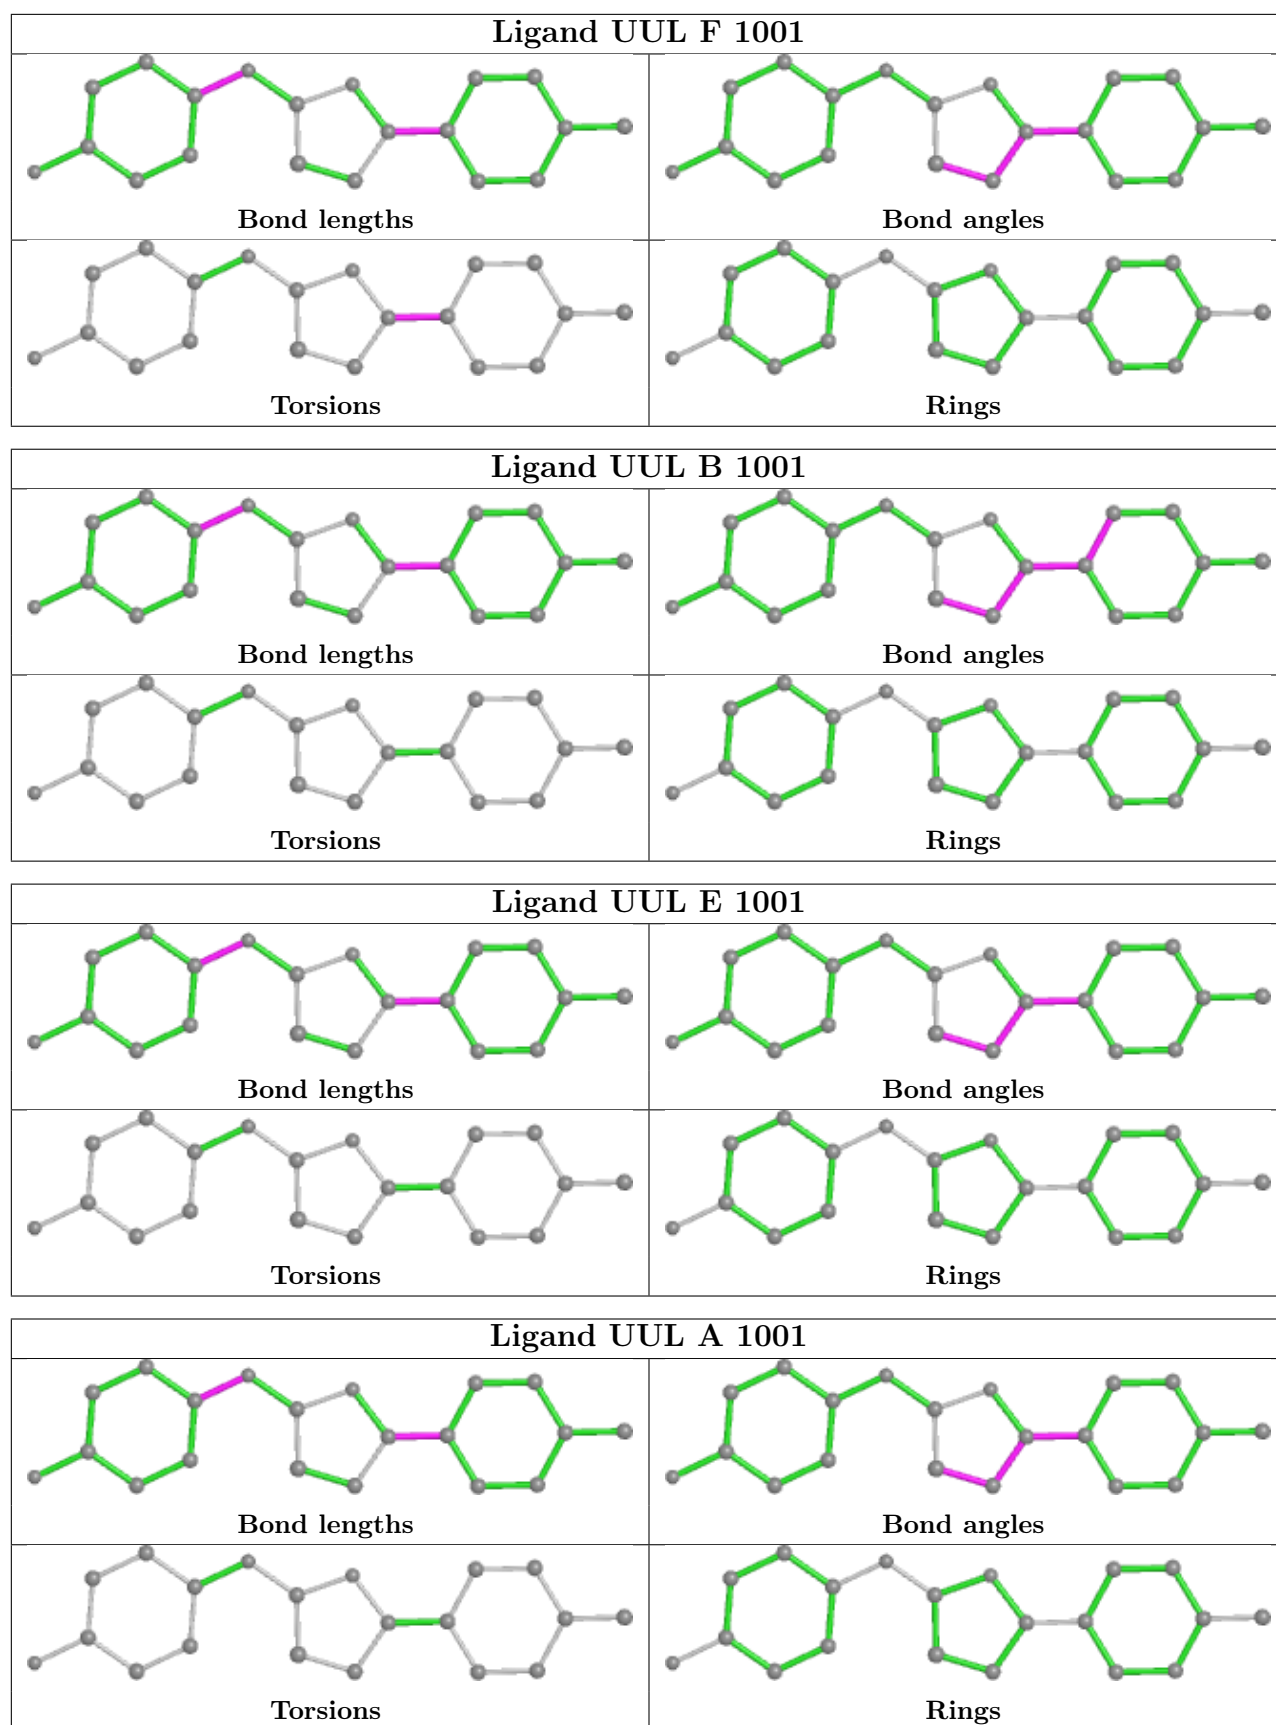 Ligand UUL F 1001
Bond lengths
Bond angles
Torsions
Rings
Ligand UUL B 1001
Bond lengths
Bond angles
Torsions
Rings
Ligand UUL E 1001
Bond lengths
Bond angles
Torsions
Rings
Ligand UUL A 1001
Bond lengths
Bond angles
Torsions
Rings